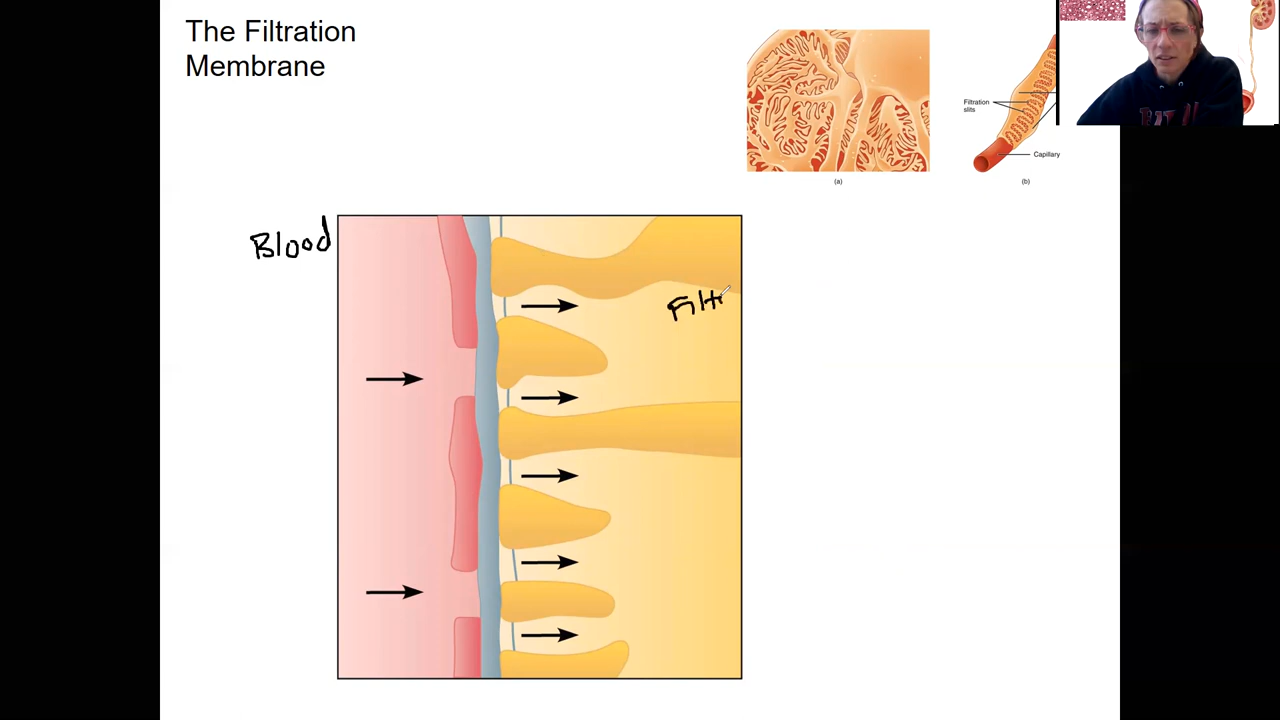 The Filtration
Membrane
Filtration
slits
Capillary
(a)
(b)
Blood
Filt